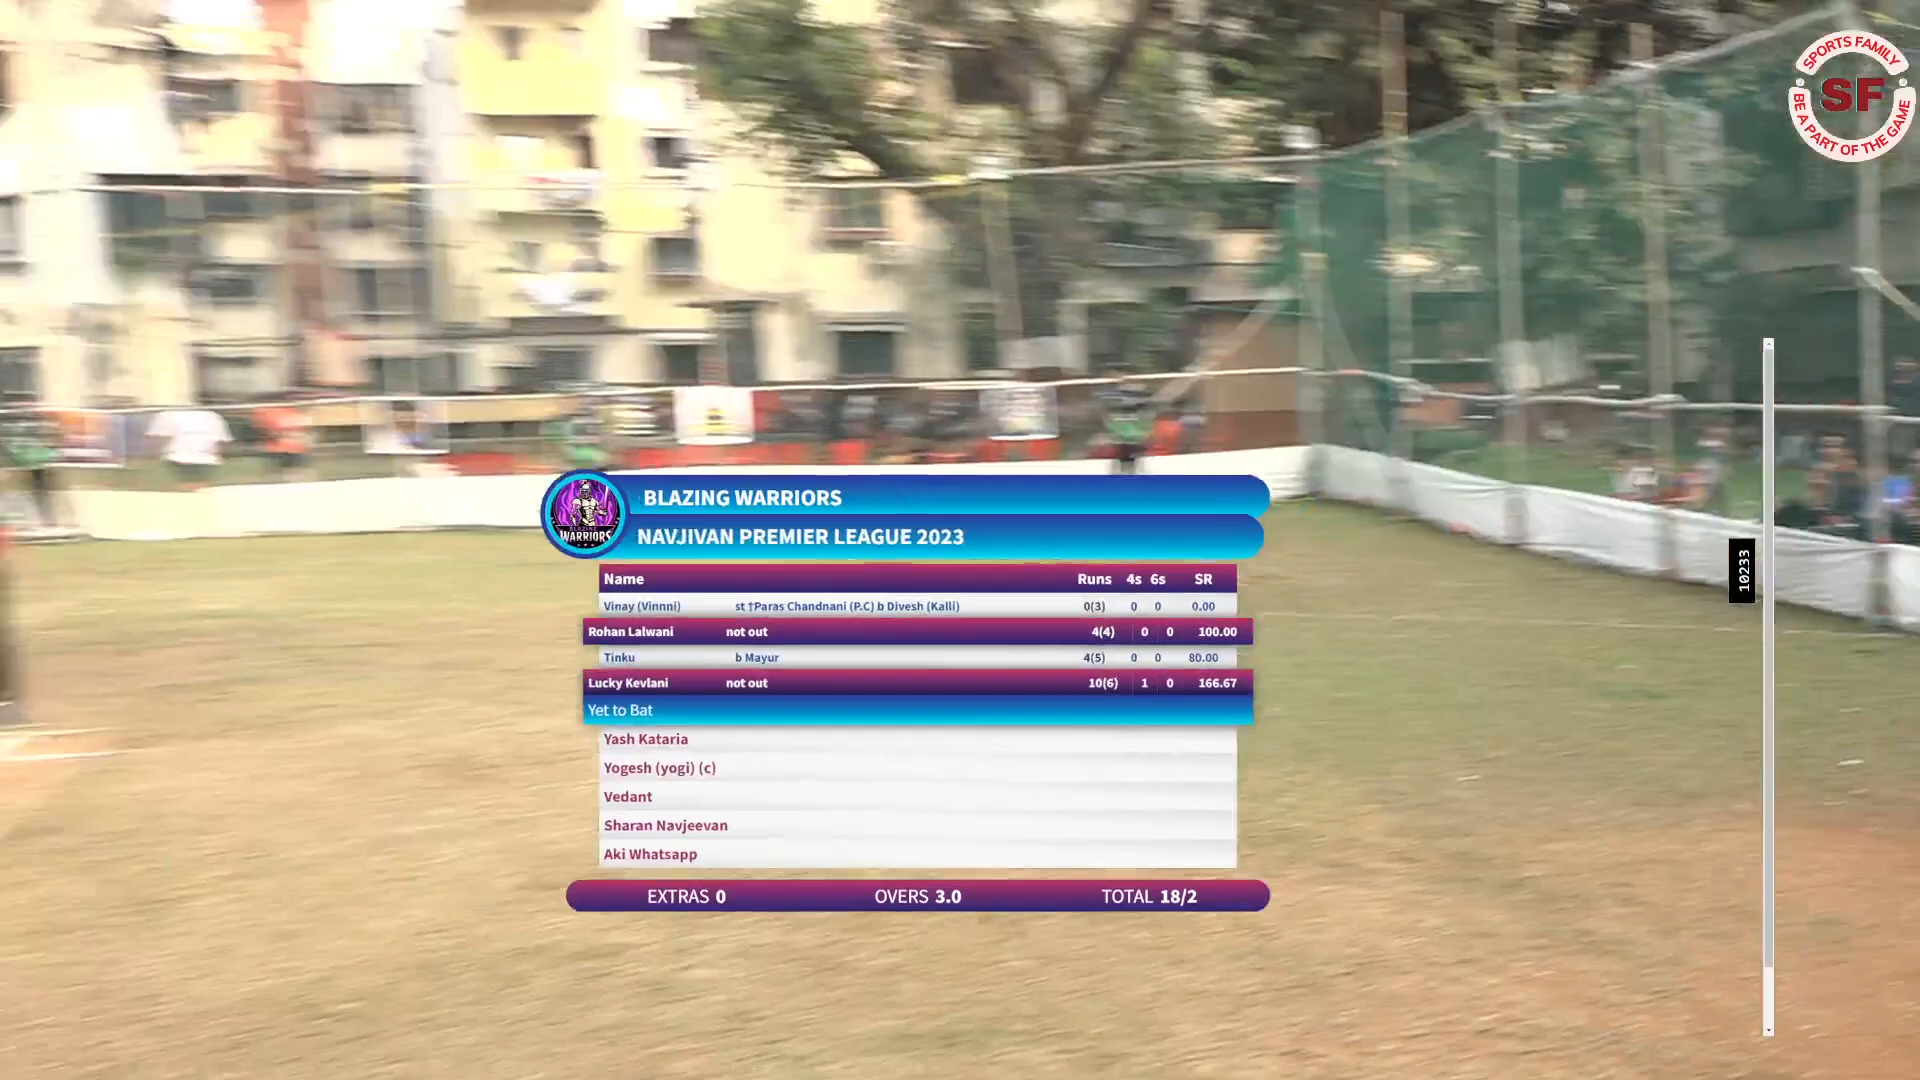 SPORTS FAMILY
SF
BE A PART OF THE GAME
BLAZING WARRIORS
BLAZING
WARRIORS
NAVJIVAN PREMIER LEAGUE 2023
Name Runs 4s 6s SR
Vinay (Vinnni) st †Paras Chandnani (P.C) b Divesh (Kalli) 0(3) 0 0 0.00
Rohan Lalwani not out 4(4) 0 0 100.00
Tinku b Mayur 4(5) 0 0 80.00
Lucky Kevlani not out 10(6) 1 0 166.67
Yet to Bat
Yash Kataria
Yogesh (yogi) (c)
Vedant
Sharan Navjeevan
Aki Whatsapp
EXTRAS 0 OVERS 3.0 TOTAL 18/2
10233